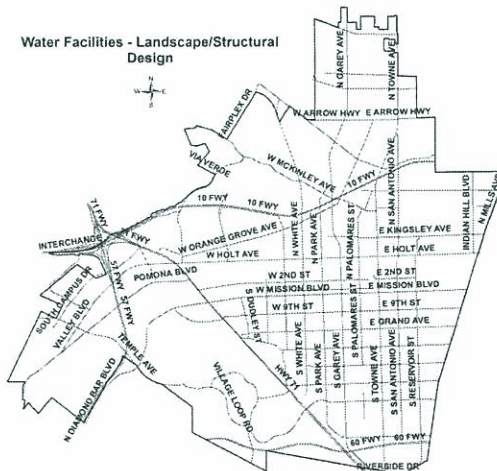 Water Facilities - Landscape/Structural
Design
N
W E
S
N GAREY AVE
N TOWNE AVE
AIRPLEX DR
W ARROW HWY
E ARROW HWY
VIA VERDE
W MCKINLEY AVE
10 FWY
N SAN ANTONIO AVE
INDIAN HILL BLVD
N MILLS AVE
71 FWY
10 FWY
10 FWY
N WHITE AVE
N PARK AVE
N PALOMARES ST
E KINGSLEY AVE
INTERCHANGE
71 FWY
W ORANGE GROVE AVE
W HOLT AVE
E HOLT AVE
SOUTH CAMPUS DR
57 FWY
57 FWY
POMONA BLVD
VALLEY BLVD
W 2ND ST
E 2ND ST
W MISSION BLVD
E MISSION BLVD
S DUDLEY ST
W 9TH ST
E 9TH ST
E GRAND AVE
TEMPLE AVE
N DIAMOND BAR BLVD
S WHITE AVE
S PARK AVE
S GAREY AVE
S PALOMARES ST
S TOWNE AVE
S SAN ANTONIO AVE
S RESERVOIR ST
VILLAGE LOOP RD
HWY 71
60 FWY
60 FWY
RIVERSIDE DR